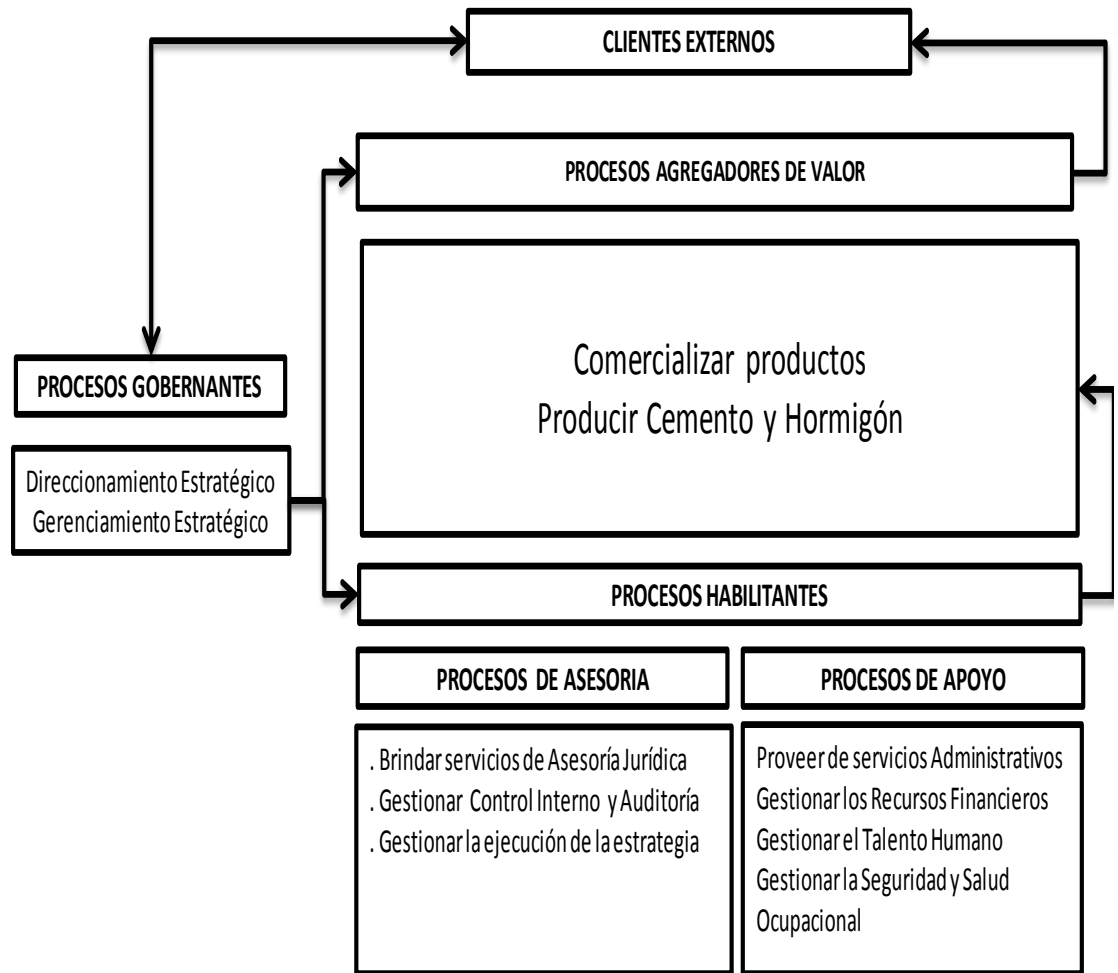 CLIENTES EXTERNOS
PROCESOS AGREGADORES DE VALOR
Comercializar productos
Producir Cemento y Hormigón
PROCESOS GOBERNANTES
Direccionamiento Estratégico
Gerenciamiento Estratégico
PROCESOS HABILITANTES
PROCESOS DE ASESORIA
. Brindar servicios de Asesoría Jurídica
. Gestionar Control Interno y Auditoría
. Gestionar la ejecución de la estrategia
PROCESOS DE APOYO
Proveer de servicios Administrativos
Gestionar los Recursos Financieros
Gestionar el Talento Humano
Gestionar la Seguridad y Salud
Ocupacional